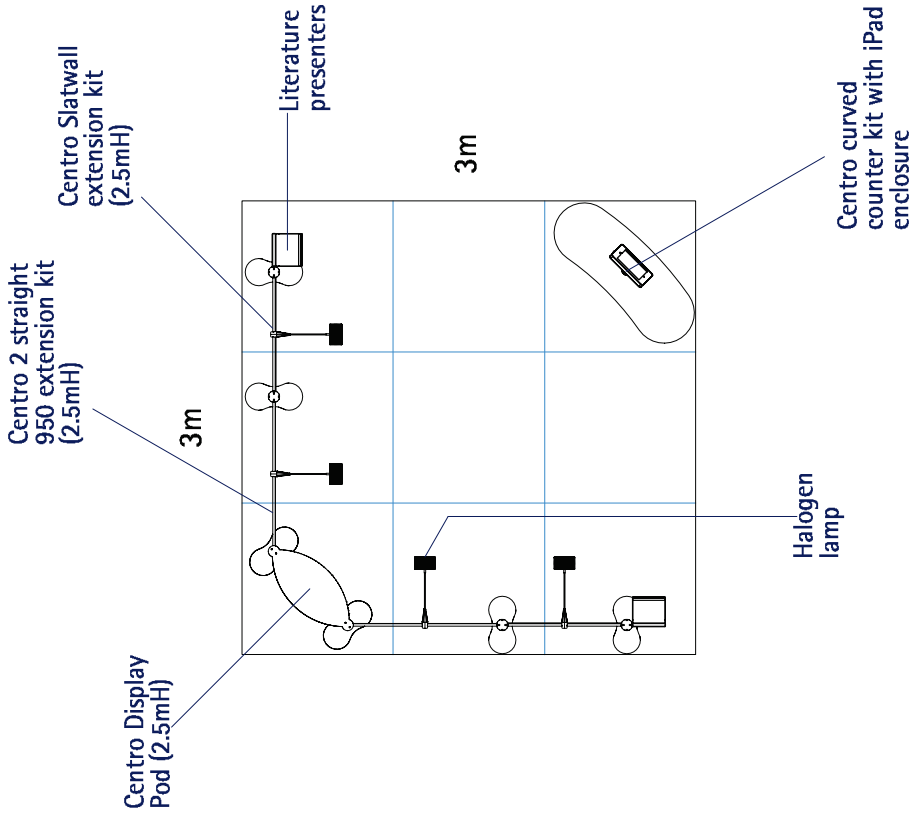 Centro Slatwall
extension kit
(2.5mH)
Literature
presenters
Centro 2 straight
950 extension kit
(2.5mH)
3m
3m
Centro curved
counter kit with iPad
enclosure
Halogen
lamp
Centro Display
Pod (2.5mH)